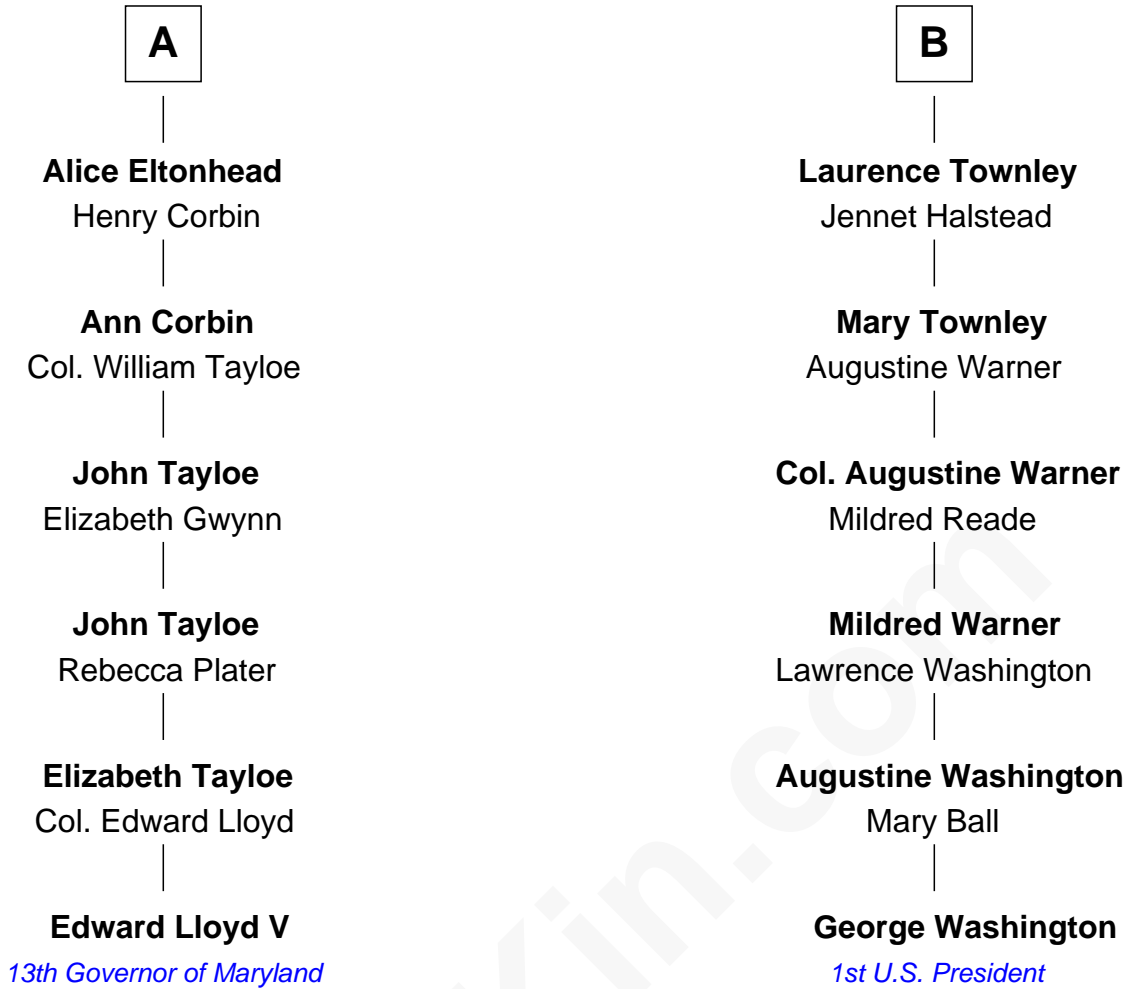 A
Alice Eltonhead
Henry Corbin
Ann Corbin
Col. William Tayloe
John Tayloe
Elizabeth Gwynn
John Tayloe
Rebecca Plater
Elizabeth Tayloe
Col. Edward Lloyd
Edward Lloyd V
13th Governor of Maryland
B
Laurence Townley
Jennet Halstead
Mary Townley
Augustine Warner
Col. Augustine Warner
Mildred Reade
Mildred Warner
Lawrence Washington
Augustine Washington
Mary Ball
George Washington
1st U.S. President